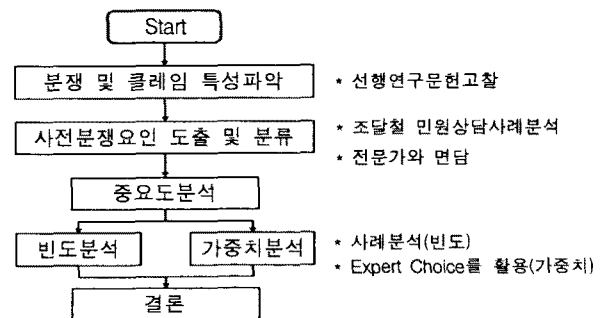 Start
분쟁 및 클레임 특성파악
* 선행연구문헌고찰
사전분쟁요인 도출 및 분류
* 조달철 민원상담사례분석
* 전문가와 면담
중요도분석
빈도분석
가중치분석
* 사례분석(빈도)
* Expert Choice를 활용(가중치)
결론